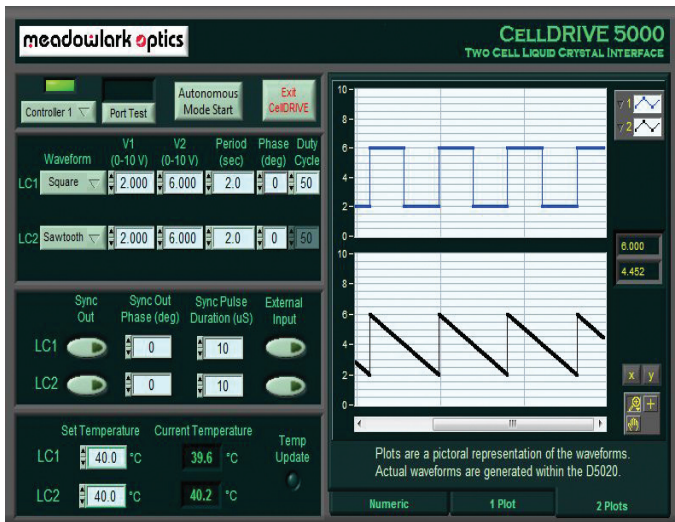 meadowlark optics
CELLDRIVE 5000
TWO CELL LIQUID CRYSTAL INTERFACE
Controller 1
Port Test
Autonomous
Mode Start
Exit
CellDRIVE
Waveform
V1
(0-10 V)
V2
(0-10 V)
Period
(sec)
Phase
(deg)
Duty
Cycle
LC1 Square 2.000 6.000 2.0 0 50
LC2 Sawtooth 2.000 6.000 2.0 0 50
Sync
Out
Sync Out
Phase (deg)
Sync Pulse
Duration (uS)
External
Input
LC1 0 10
LC2 0 10
Set Temperature Current Temperature
Temp
Update
LC1 40.0 °C 39.6 °C
LC2 40.0 °C 40.2 °C
10-
8-
6-
4-
2-
0-
10-
8-
6-
4-
2-
0-
1
2
6.000
4.452
x y
Plots are a pictoral representation of the waveforms.
Actual waveforms are generated within the D5020.
Numeric 1 Plot 2 Plots